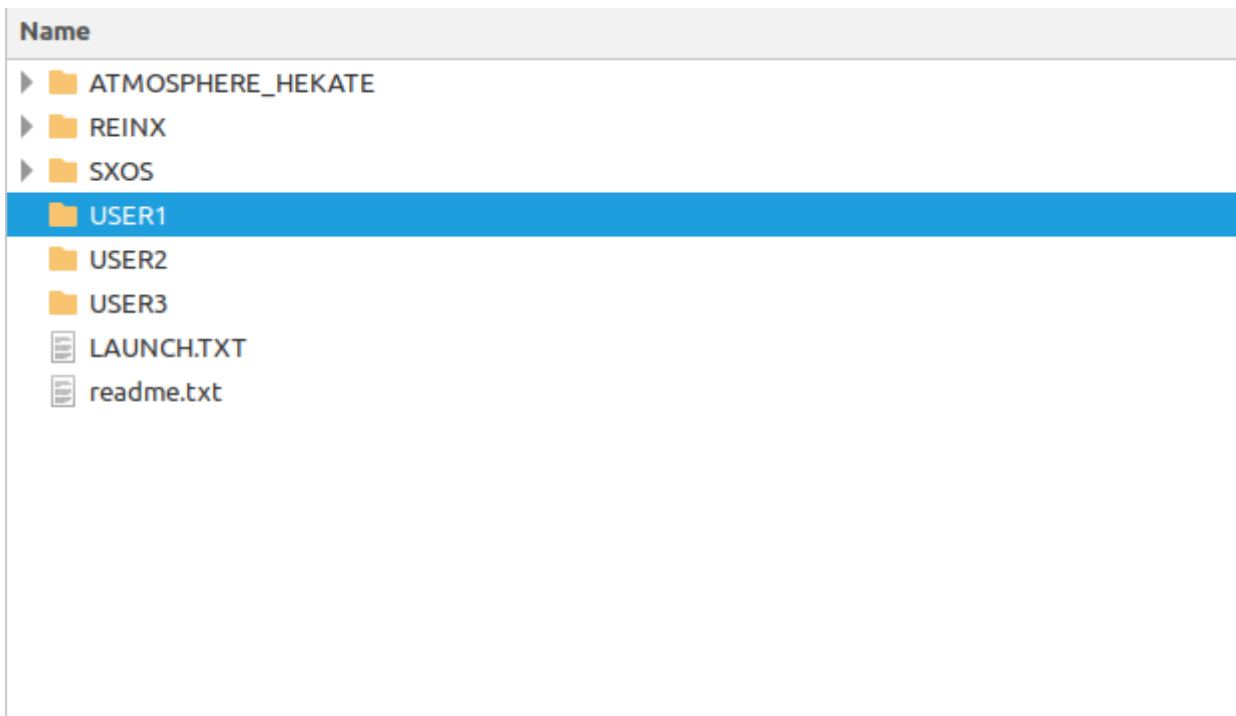 Name
ATMOSPHERE_HEKATE
REINX
SXOS
USER1
USER2
USER3
LAUNCH.TXT
readme.txt